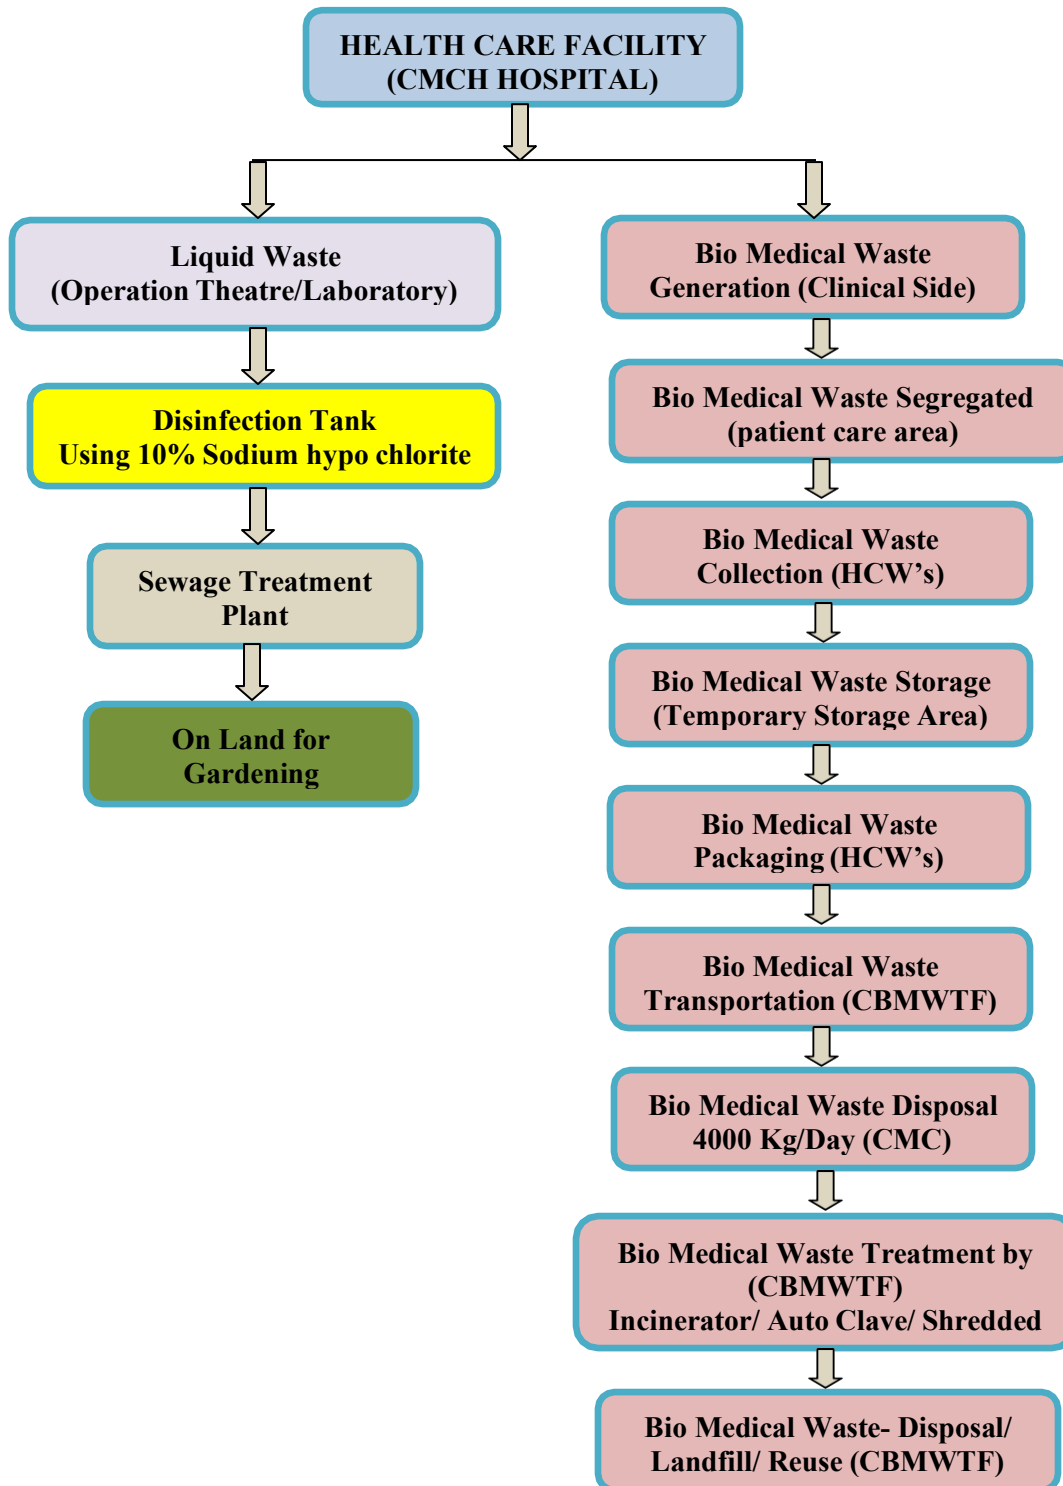 HEALTH CARE FACILITY
(CMCH HOSPITAL)
Liquid Waste
(Operation Theatre/Laboratory)
Disinfection Tank
Using 10% Sodium hypo chlorite
Sewage Treatment
Plant
On Land for
Gardening
Bio Medical Waste
Generation (Clinical Side)
Bio Medical Waste Segregated
(patient care area)
Bio Medical Waste
Collection (HCW’s)
Bio Medical Waste Storage
(Temporary Storage Area)
Bio Medical Waste
Packaging (HCW’s)
Bio Medical Waste
Transportation (CBMWTF)
Bio Medical Waste Disposal
4000 Kg/Day (CMC)
Bio Medical Waste Treatment by
(CBMWTF)
Incinerator/ Auto Clave/ Shredded
Bio Medical Waste- Disposal/
Landfill/ Reuse (CBMWTF)